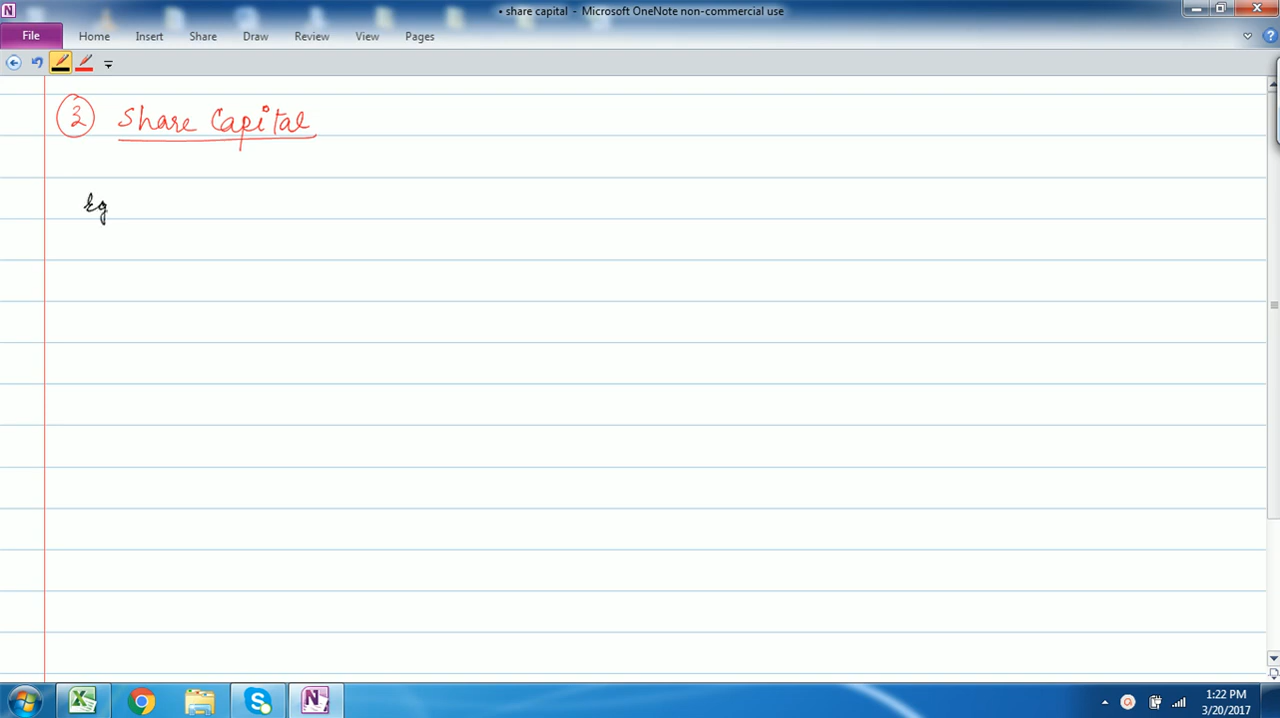 • share capital - Microsoft OneNote non-commercial use
File Home Insert Share Draw Review View Pages
3 Share Capital
Eg
1:22 PM
3/20/2017